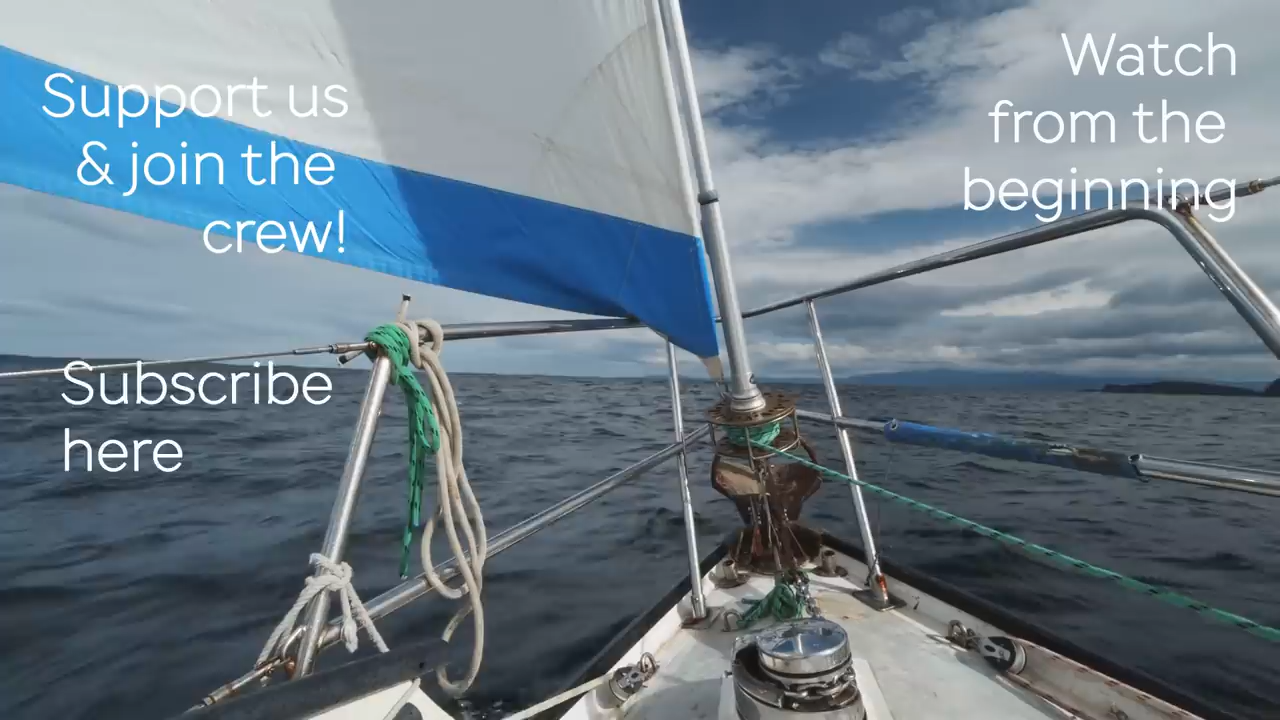 Support us
& join the
crew!
Watch
from the
beginning
Subscribe
here